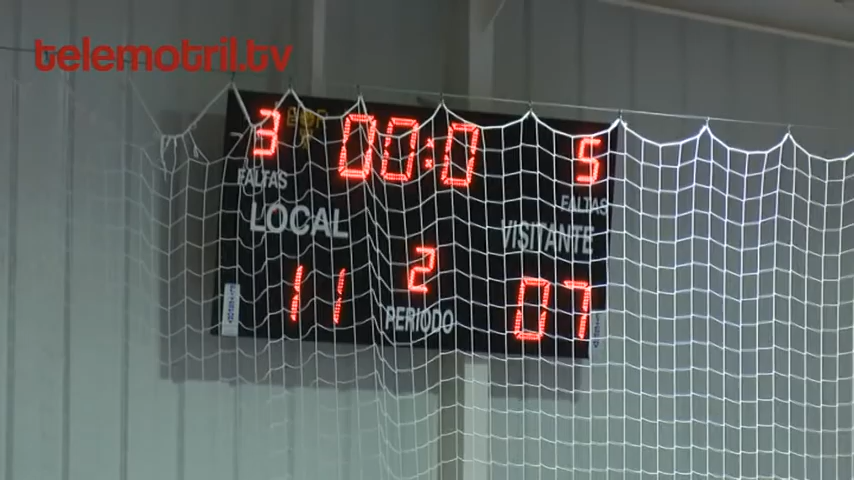 telemotril.tv
3 00:0 5
FALTAS FALTAS
LOCAL VISITANTE
2
11 07
PERIODO